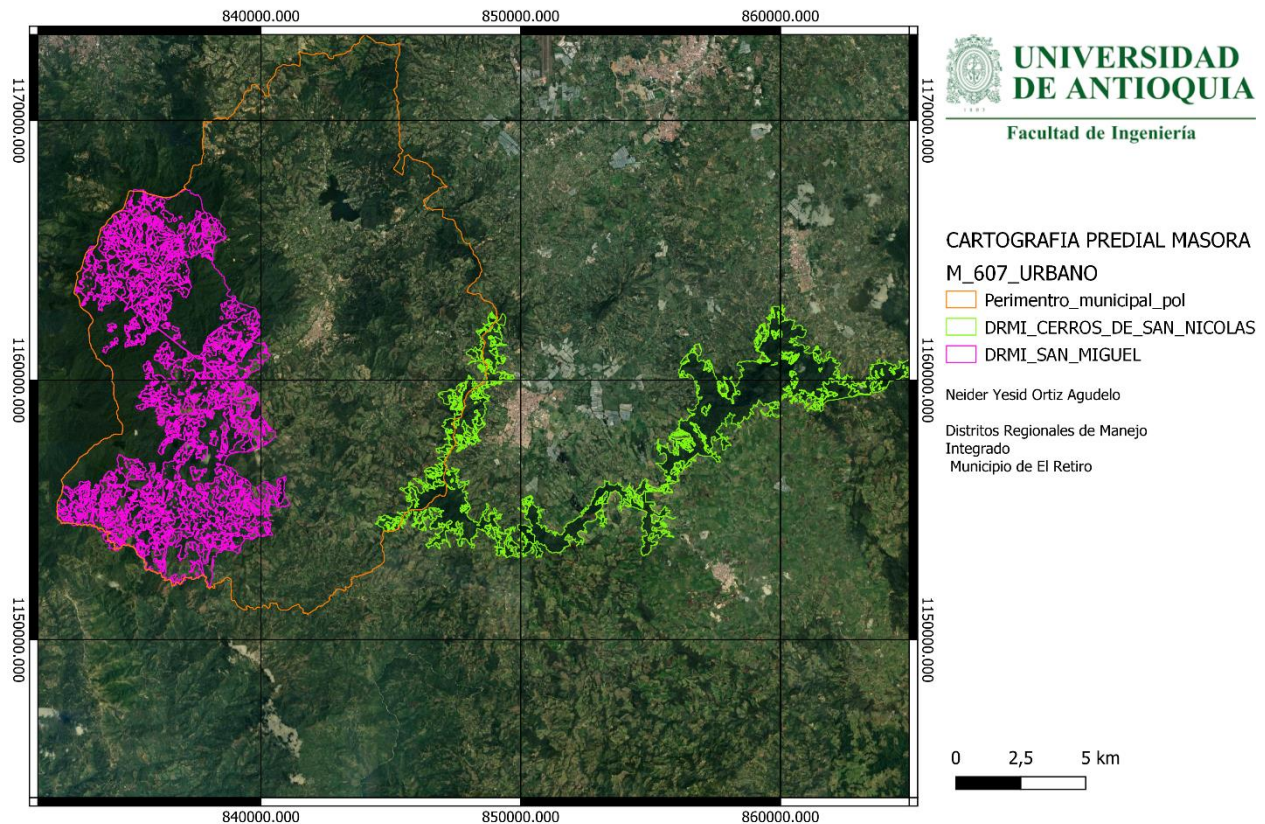 840000.000
850000.000
860000.000
1170000.000
1170000.000
1160000.000
1160000.000
1150000.000
1150000.000
840000.000
850000.000
860000.000
UNIVERSIDAD
DE ANTIOQUIA
1803
Facultad de Ingeniería
CARTOGRAFIA PREDIAL MASORA
M_607_URBANO
Perimentro_municipal_pol
DRMI_CERROS_DE_SAN_NICOLAS
DRMI_SAN_MIGUEL
Neider Yesid Ortiz Agudelo
Distritos Regionales de Manejo
Integrado
Municipio de El Retiro
0 2,5 5 km